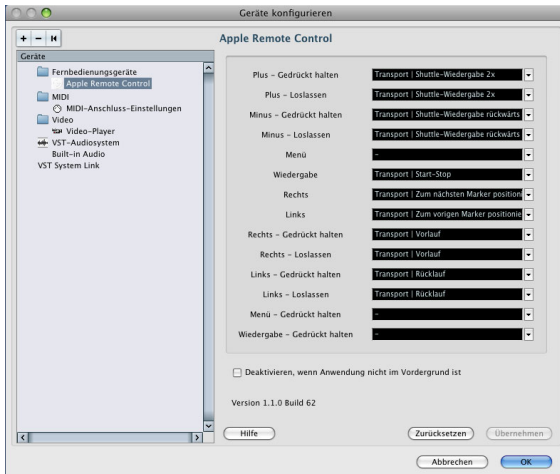 Geräte konfigurieren
Geräte
Fernbedienungsgeräte
Apple Remote Control
MIDI
MIDI-Anschluss-Einstellungen
Video
Video-Player
VST-Audiosystem
Built-in Audio
VST System Link
Apple Remote Control
Plus – Gedrückt halten Transport | Shuttle-Wiedergabe 2x
Plus – Loslassen Transport | Shuttle-Wiedergabe 2x
Minus – Gedrückt halten Transport | Shuttle-Wiedergabe rückwärts
Minus – Loslassen Transport | Shuttle-Wiedergabe rückwärts
Menü –
Wiedergabe Transport | Start-Stop
Rechts Transport | Zum nächsten Marker position
Links Transport | Zum vorigen Marker positionie
Rechts – Gedrückt halten Transport | Vorlauf
Rechts – Loslassen Transport | Vorlauf
Links – Gedrückt halten Transport | Rücklauf
Links – Loslassen Transport | Rücklauf
Menü – Gedrückt halten –
Wiedergabe – Gedrückt halten –
Deaktivieren, wenn Anwendung nicht im Vordergrund ist
Version 1.1.0 Build 62
Hilfe Zurücksetzen Übernehmen
Abbrechen OK